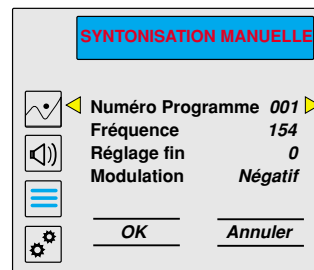 SYNTONISATION MANUELLE
Numéro Programme 001
Fréquence 154
Réglage fin 0
Modulation Négatif
OK Annuler